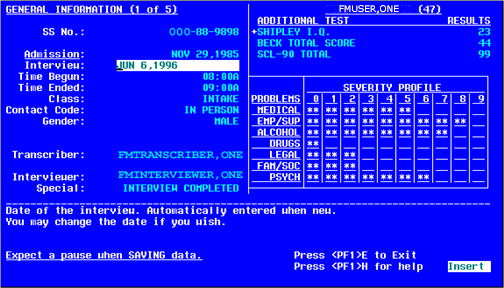 GENERAL INFORMATION (1 of 5)
FMUSER,ONE (47)
SS No.: 000-88-9898
ADDITIONAL TEST RESULTS
+SHIPLEY I.Q. 23
BECK TOTAL SCORE 44
SCL-90 TOTAL 99
Admission: NOV 29,1985
Interview: JUN 6,1996
Time Begun: 08:00A
Time Ended: 09:00A
Class: INTAKE
Contact Code: IN PERSON
Gender: MALE
Transcriber: FMTRANSCRIBER,ONE
Interviewer: FMINTERVIEWER,ONE
Special: INTERVIEW COMPLETED
SEVERITY PROFILE
PROBLEMS 0 1 2 3 4 5 6 7 8 9
MEDICAL ** ** ** ** ** **
EMP/SUP ** ** ** ** ** ** ** ** **
ALCOHOL ** ** ** ** ** ** ** **
DRUGS **
LEGAL ** ** **
FAM/SOC ** ** **
PSYCH ** ** ** ** ** ** **
Date of the interview. Automatically entered when new.
You may change the date if you wish.
Expect a pause when SAVING data.
Press <PF1>E to Exit
Press <PF1>H for help Insert